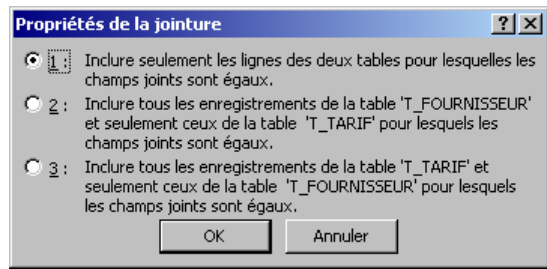 Propriétés de la jointure
1 : Inclure seulement les lignes des deux tables pour lesquelles les
champs joints sont égaux.
2 : Inclure tous les enregistrements de la table 'T_FOURNISSEUR'
et seulement ceux de la table 'T_TARIF' pour lesquels les
champs joints sont égaux.
3 : Inclure tous les enregistrements de la table 'T_TARIF' et
seulement ceux de la table 'T_FOURNISSEUR' pour lesquels
les champs joints sont égaux.
OK Annuler